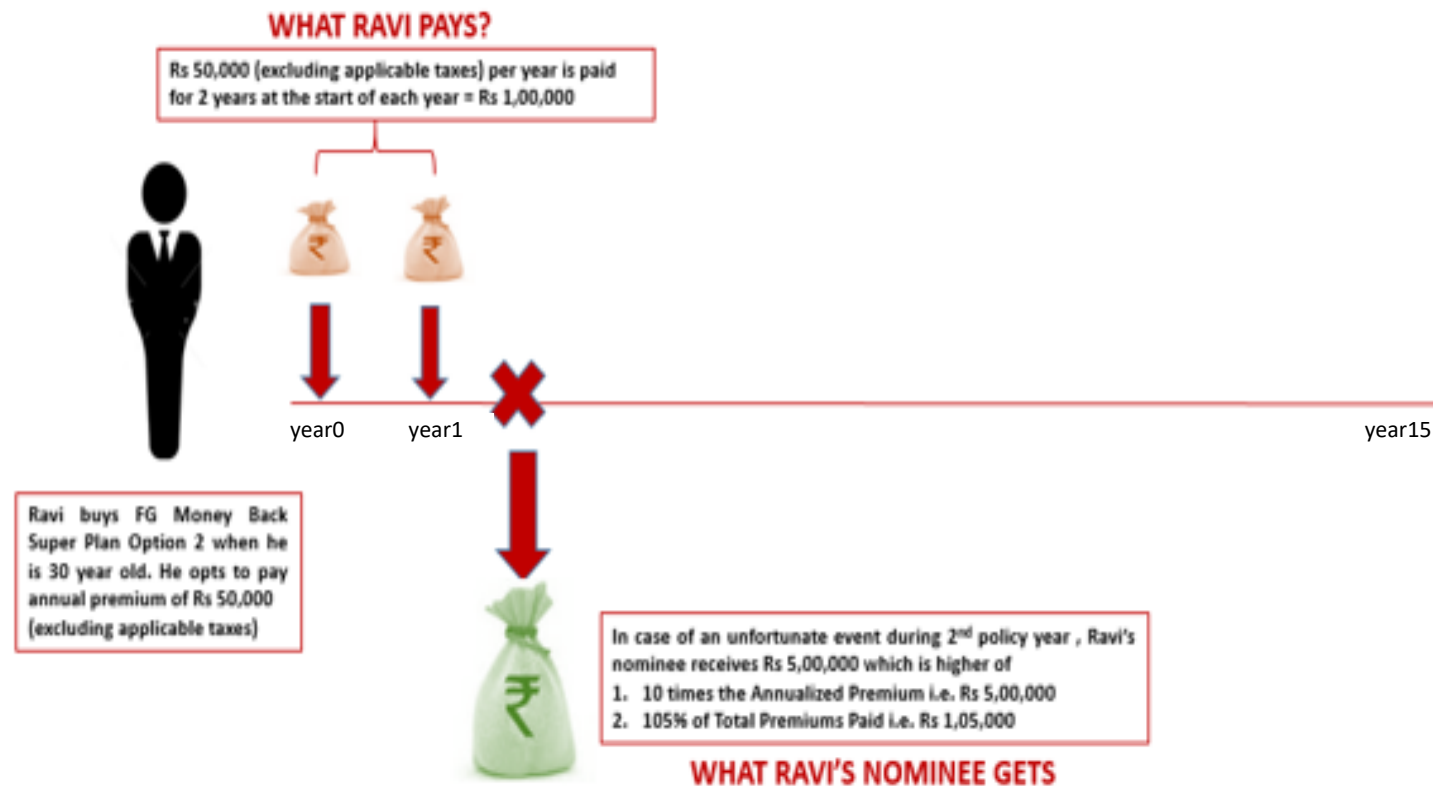 WHAT RAVI PAYS?
Rs 50,000 (excluding applicable taxes) per year is paid
for 2 years at the start of each year = Rs 1,00,000
₹
₹
year0
year1
year15
Ravi buys FG Money Back
Super Plan Option 2 when he
is 30 year old. He opts to pay
annual premium of Rs 50,000
(excluding applicable taxes)
₹
In case of an unfortunate event during 2nd policy year , Ravi's
nominee receives Rs 5,00,000 which is higher of
1. 10 times the Annualized Premium i.e. Rs 5,00,000
2. 105% of Total Premiums Paid i.e. Rs 1,05,000
WHAT RAVI'S NOMINEE GETS